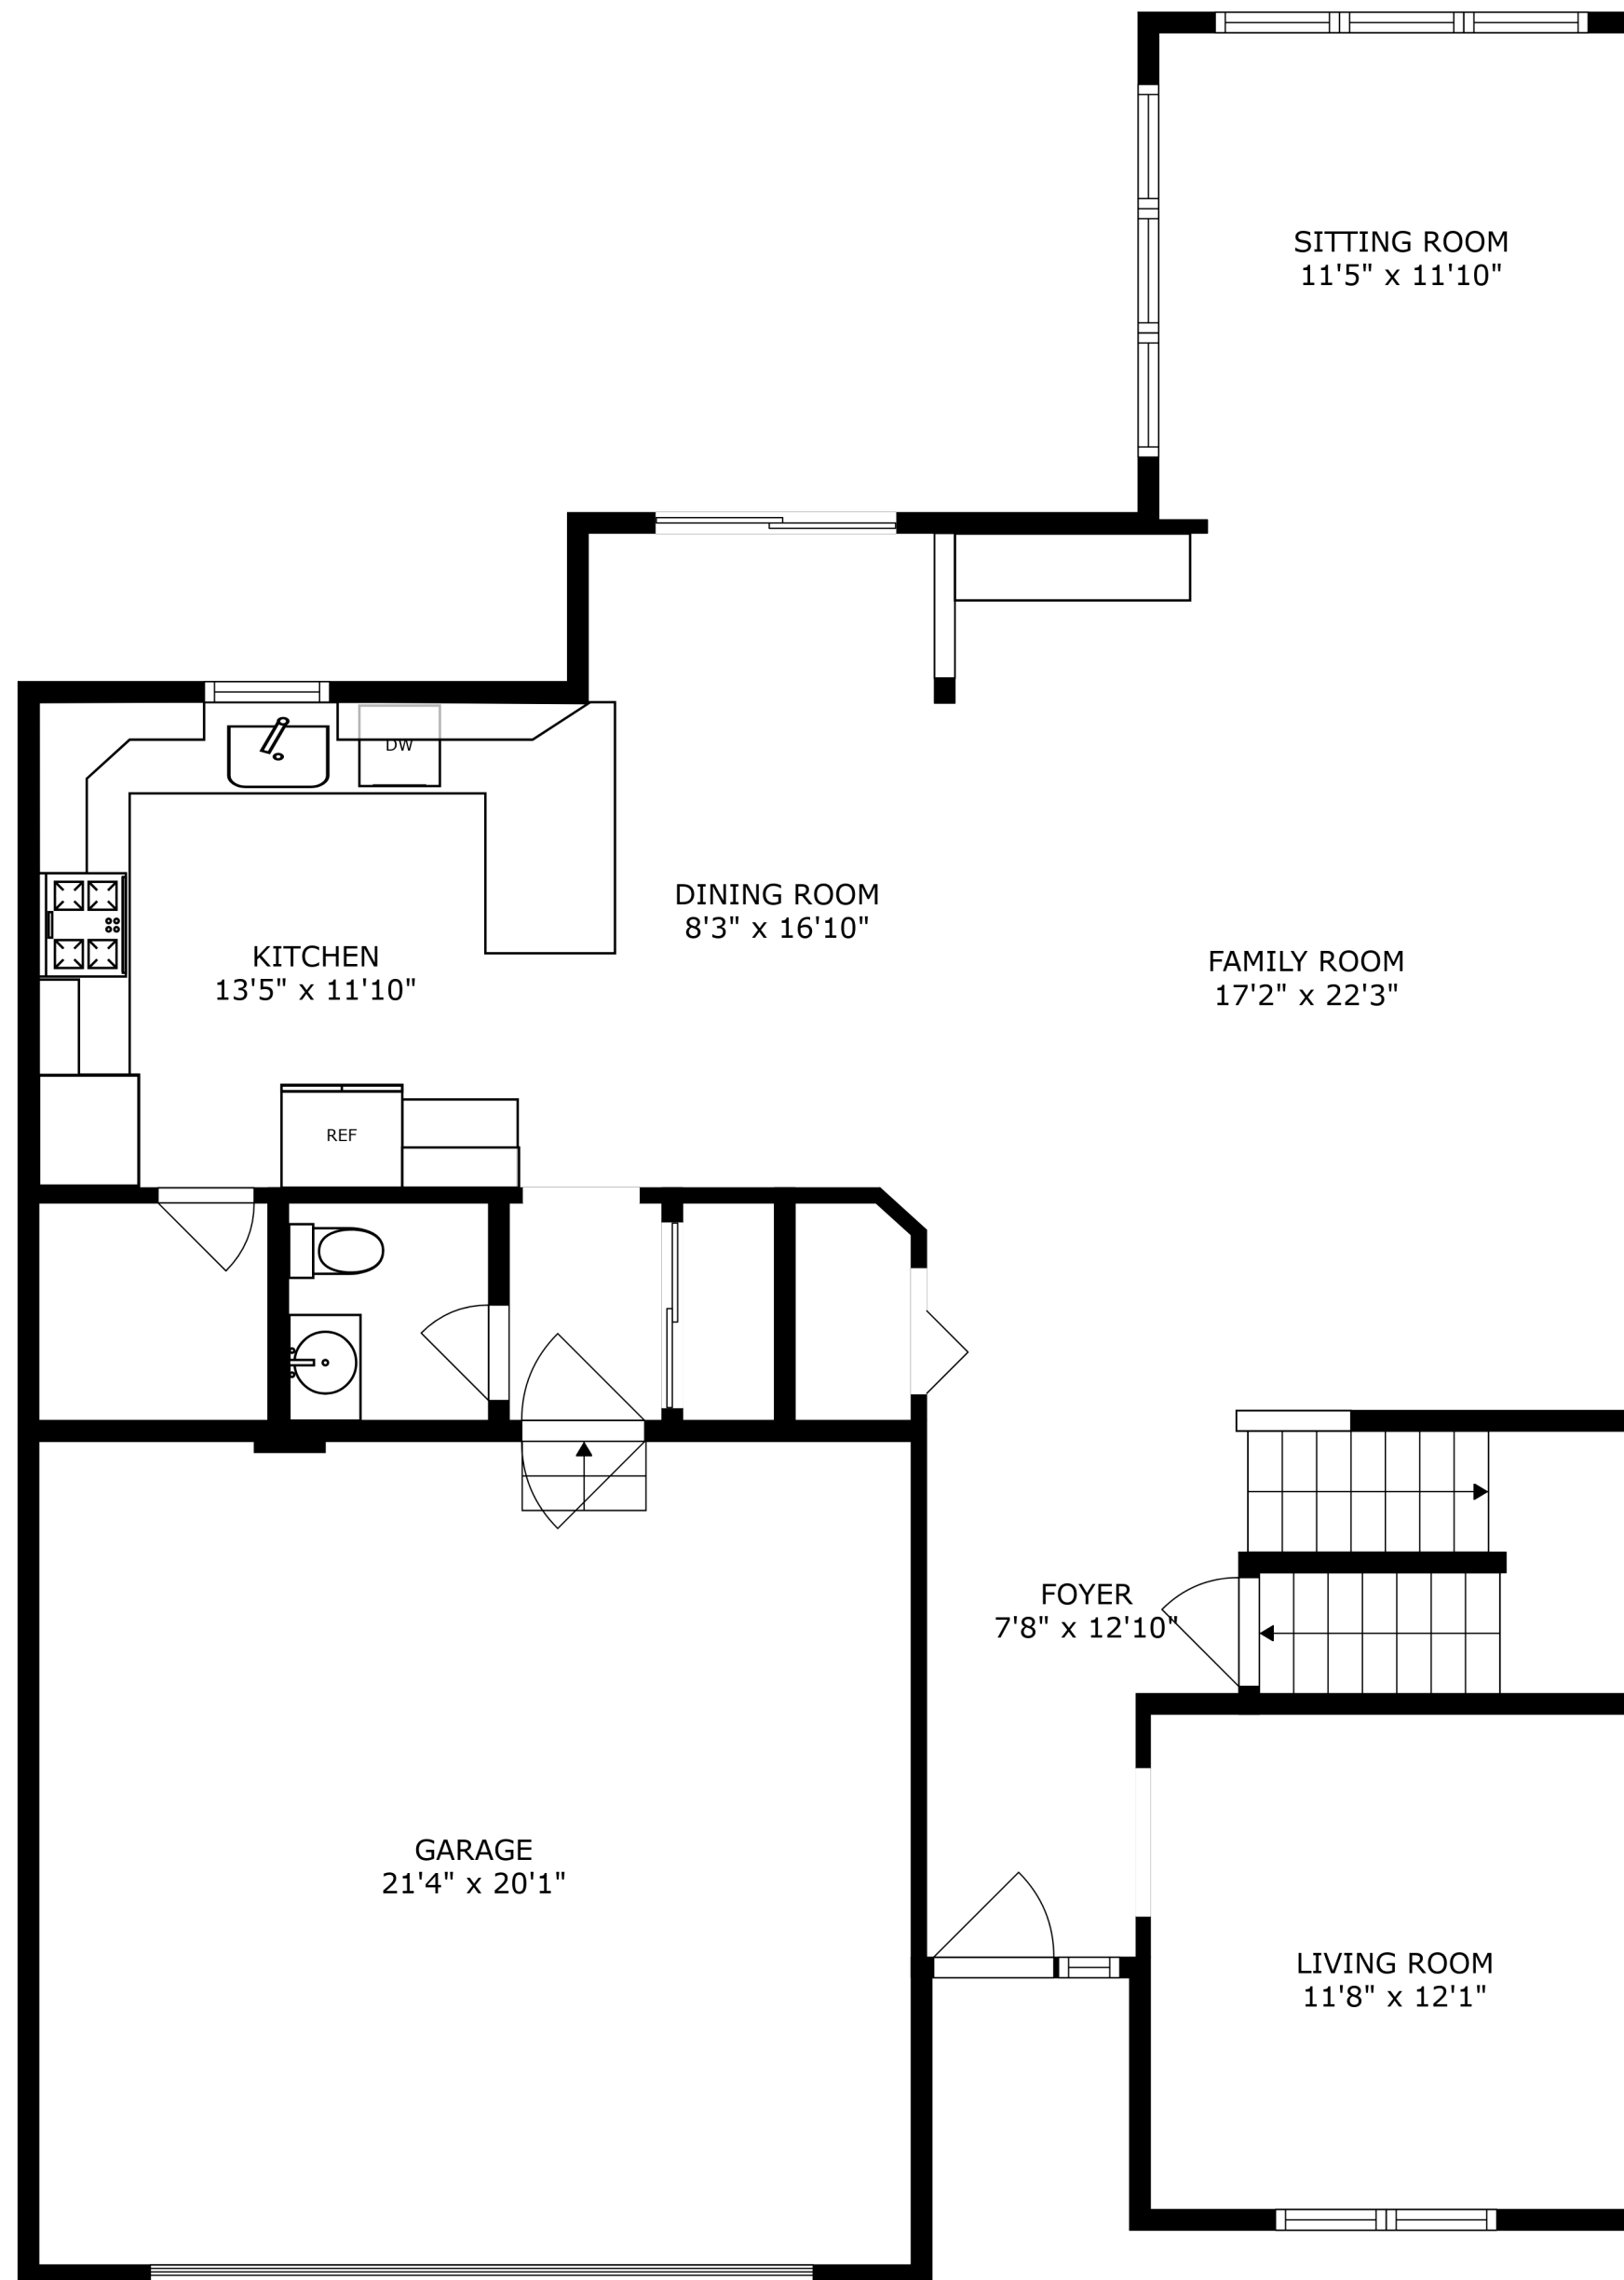 SITTING ROOM
11'5" x 11'10"
DW
DINING ROOM
8'3" x 16'10"
KITCHEN
13'5" x 11'10"
FAMILY ROOM
17'2" x 22'3"
REF
FOYER
7'8" x 12'10"
GARAGE
21'4" x 20'1"
LIVING ROOM
11'8" x 12'1"